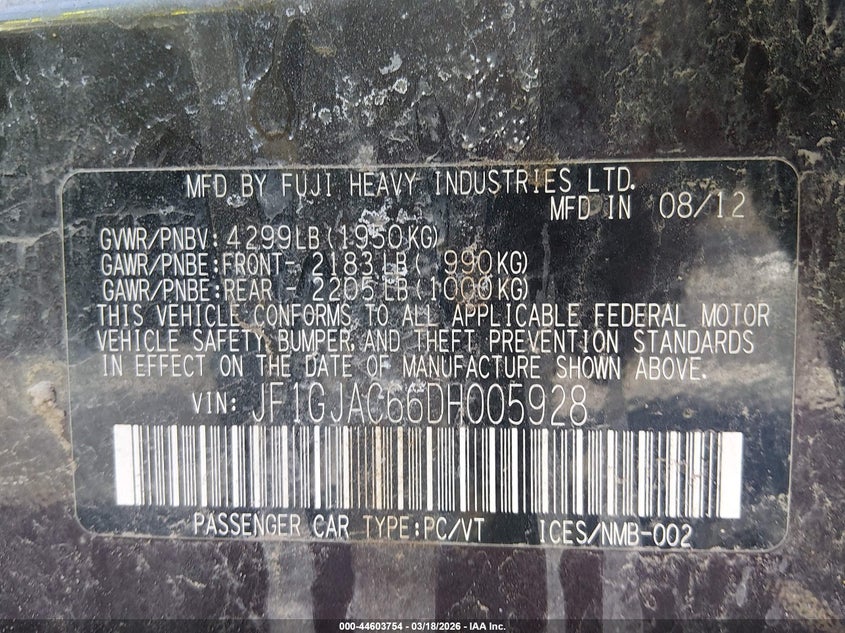 MFD. BY FUJI HEAVY INDUSTRIES LTD.
MFD IN 08/12
GVWR/PNBV: 4299LB (1950KG)
GAWR/PNBE: FRONT- 2183LB ( 990KG)
GAWR/PNBE: REAR - 2205LB (1000KG)
THIS VEHICLE CONFORMS TO ALL APPLICABLE FEDERAL MOTOR
VEHICLE SAFETY, BUMPER, AND THEFT PREVENTION STANDARDS
IN EFFECT ON THE DATE OF MANUFACTURE SHOWN ABOVE.
VIN: JF1GJAC66DH005928
PASSENGER CAR TYPE: PC/VT ICES/NMB-002
000-44603754 - 03/18/2026 - IAA Inc.